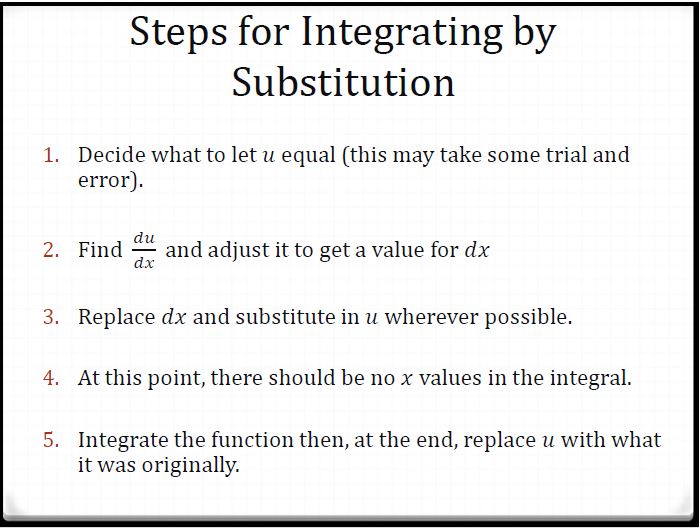 Steps for Integrating by
Substitution
1. Decide what to let u equal (this may take some trial and
error).
2. Find du/dx and adjust it to get a value for dx
3. Replace dx and substitute in u wherever possible.
4. At this point, there should be no x values in the integral.
5. Integrate the function then, at the end, replace u with what
it was originally.